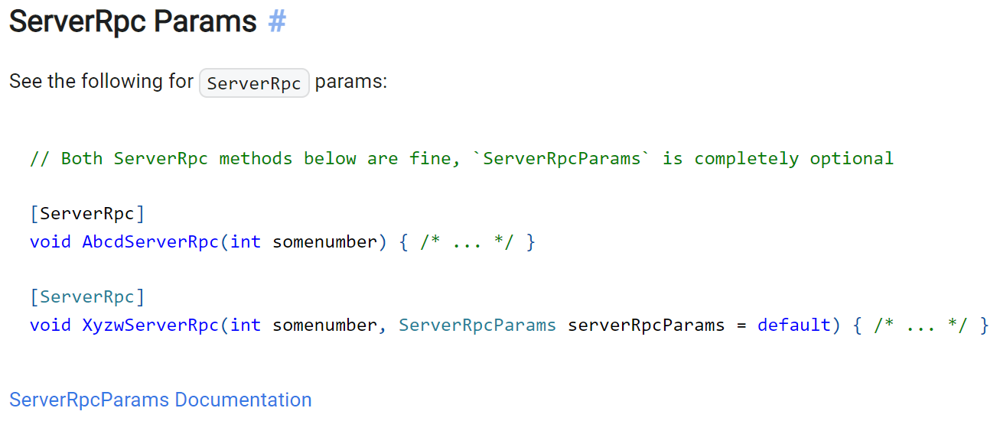 ServerRpc Params #
See the following for ServerRpc params:
// Both ServerRpc methods below are fine, `ServerRpcParams` is completely optional
[ServerRpc]
void AbcdServerRpc(int somenumber) { /* ... */ }
[ServerRpc]
void XyzwServerRpc(int somenumber, ServerRpcParams serverRpcParams = default) { /* ... */ }
ServerRpcParams Documentation